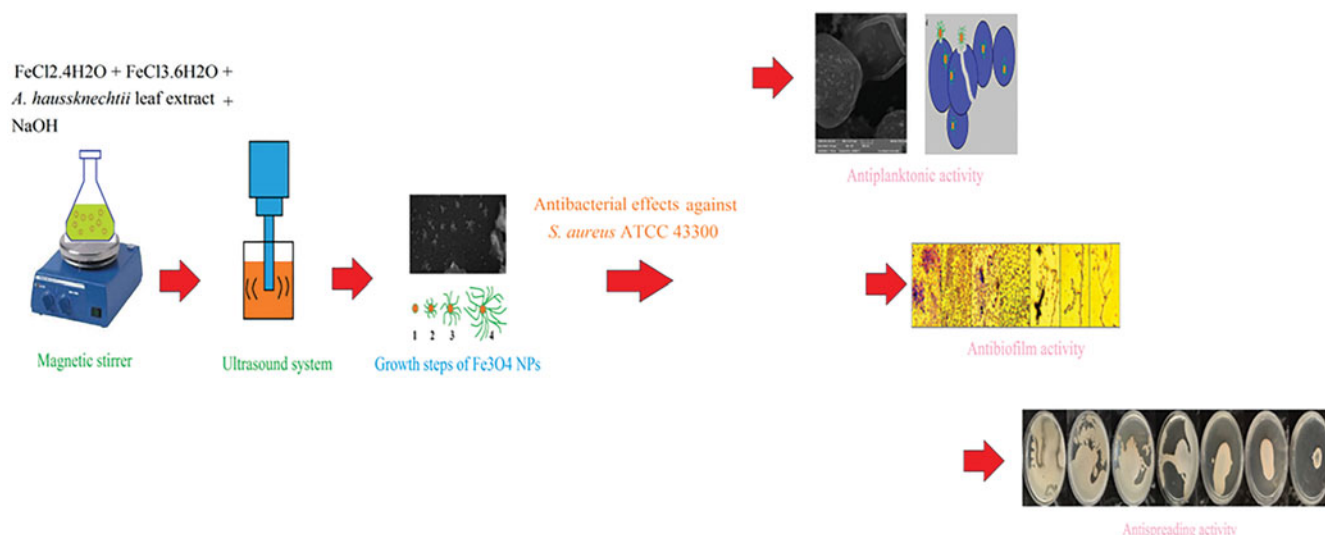 FeCl2.4H2O + FeCl3.6H2O +
A. haussknechtii leaf extract +
NaOH
Magnetic stirrer
Ultrasound system
1 2 3 4
Growth steps of Fe3O4 NPs
Antibacterial effects against
S. aureus ATCC 43300
Antiplanktonic activity
Antibiofilm activity
Antispreading activity